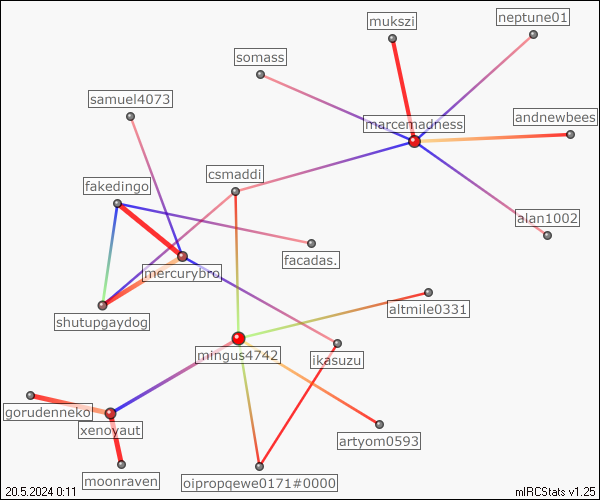 neptune01
mukszi
somass
samuel4073
andnewbees
marcemadness
csmaddi
fakedingo
alan1002
facadas.
mercurybro
altmile0331
shutupgaydog
mingus4742
ikasuzu
gorudenneko
xenoyaut
artyom0593
moonraven
oipropqewe0171#0000
20.5.2024 0:11
mIRCStats v1.25